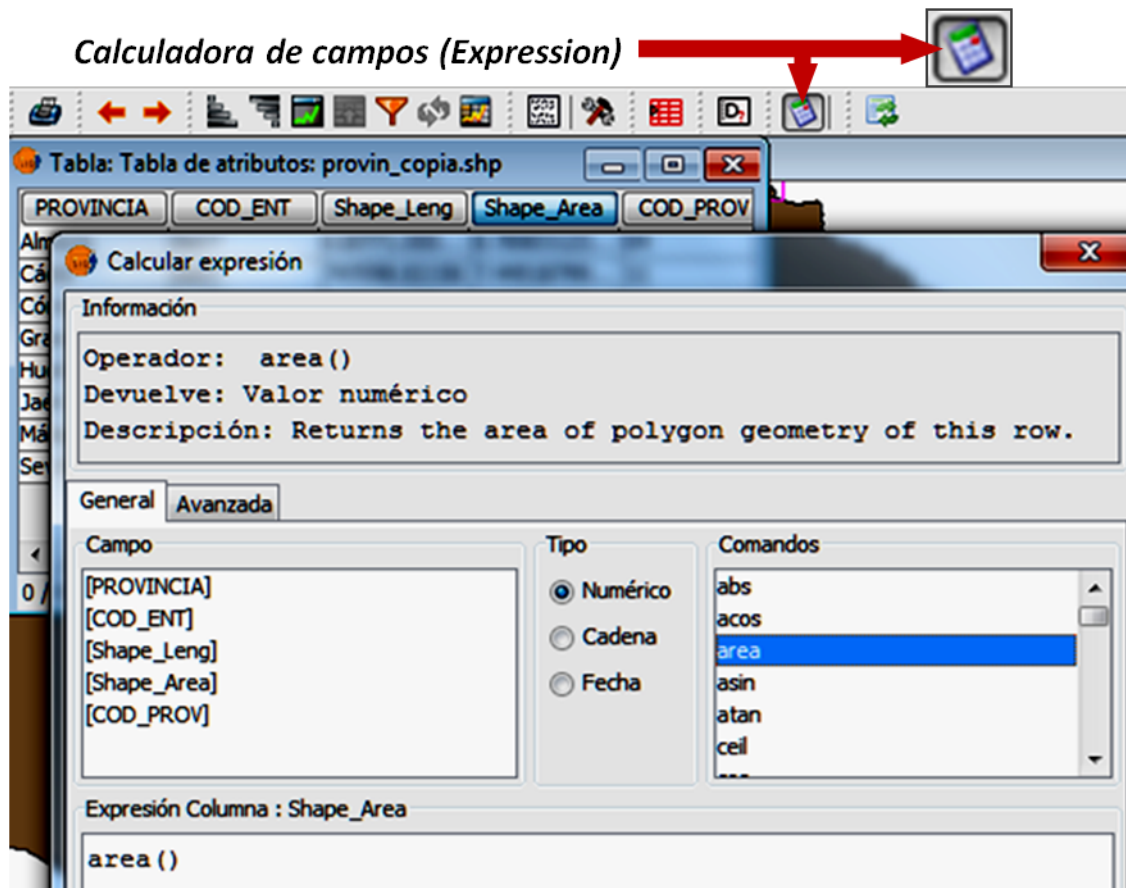 Calculadora de campos (Expression)
Tabla: Tabla de atributos: provin_copia.shp
PROVINCIA COD_ENT Shape_Leng Shape_Area COD_PROV
Calcular expresión
Información
Operador: area()
Devuelve: Valor numérico
Descripción: Returns the area of polygon geometry of this row.
General Avanzada
Campo Tipo Comandos
[PROVINCIA] Numérico abs
[COD_ENT] acos
[Shape_Leng] Cadena area
[Shape_Area] Fecha asin
[COD_PROV] atan
ceil
Expresión Columna : Shape_Area
area()